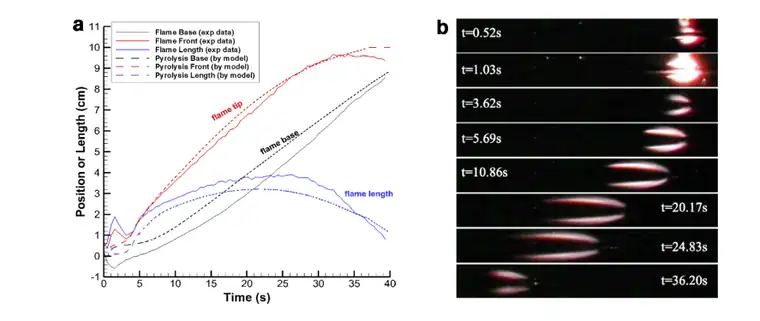 a
Flame Base (exp data)
Flame Front (exp data)
Flame Length (exp data)
Pyrolysis Base (by model)
Pyrolysis Front (by model)
Pyrolysis Length (by model)
flame tip
flame base
flame length
Position or Length (cm)
11
10
9
8
7
6
5
4
3
2
1
0
-1
0 5 10 15 20 25 30 35 40
Time (s)
b
t=0.52s
t=1.03s
t=3.62s
t=5.69s
t=10.86s
t=20.17s
t=24.83s
t=36.20s